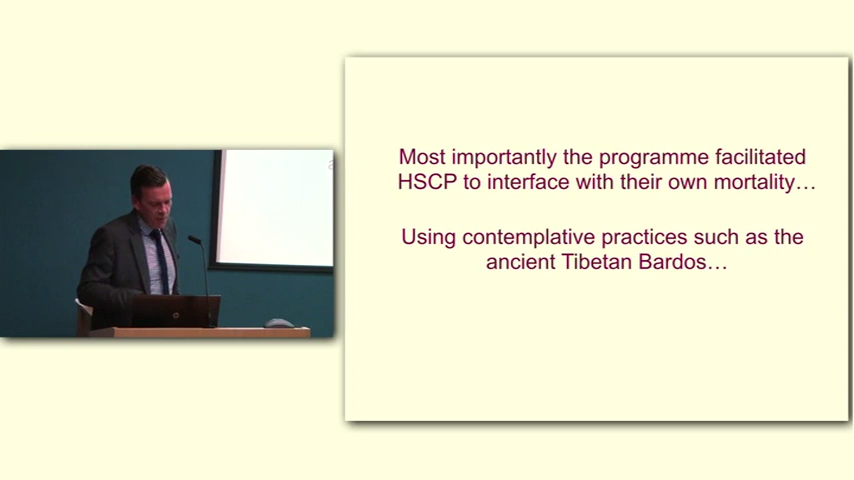 Most importantly the programme facilitated
HSCP to interface with their own mortality…
Using contemplative practices such as the
ancient Tibetan Bardos…